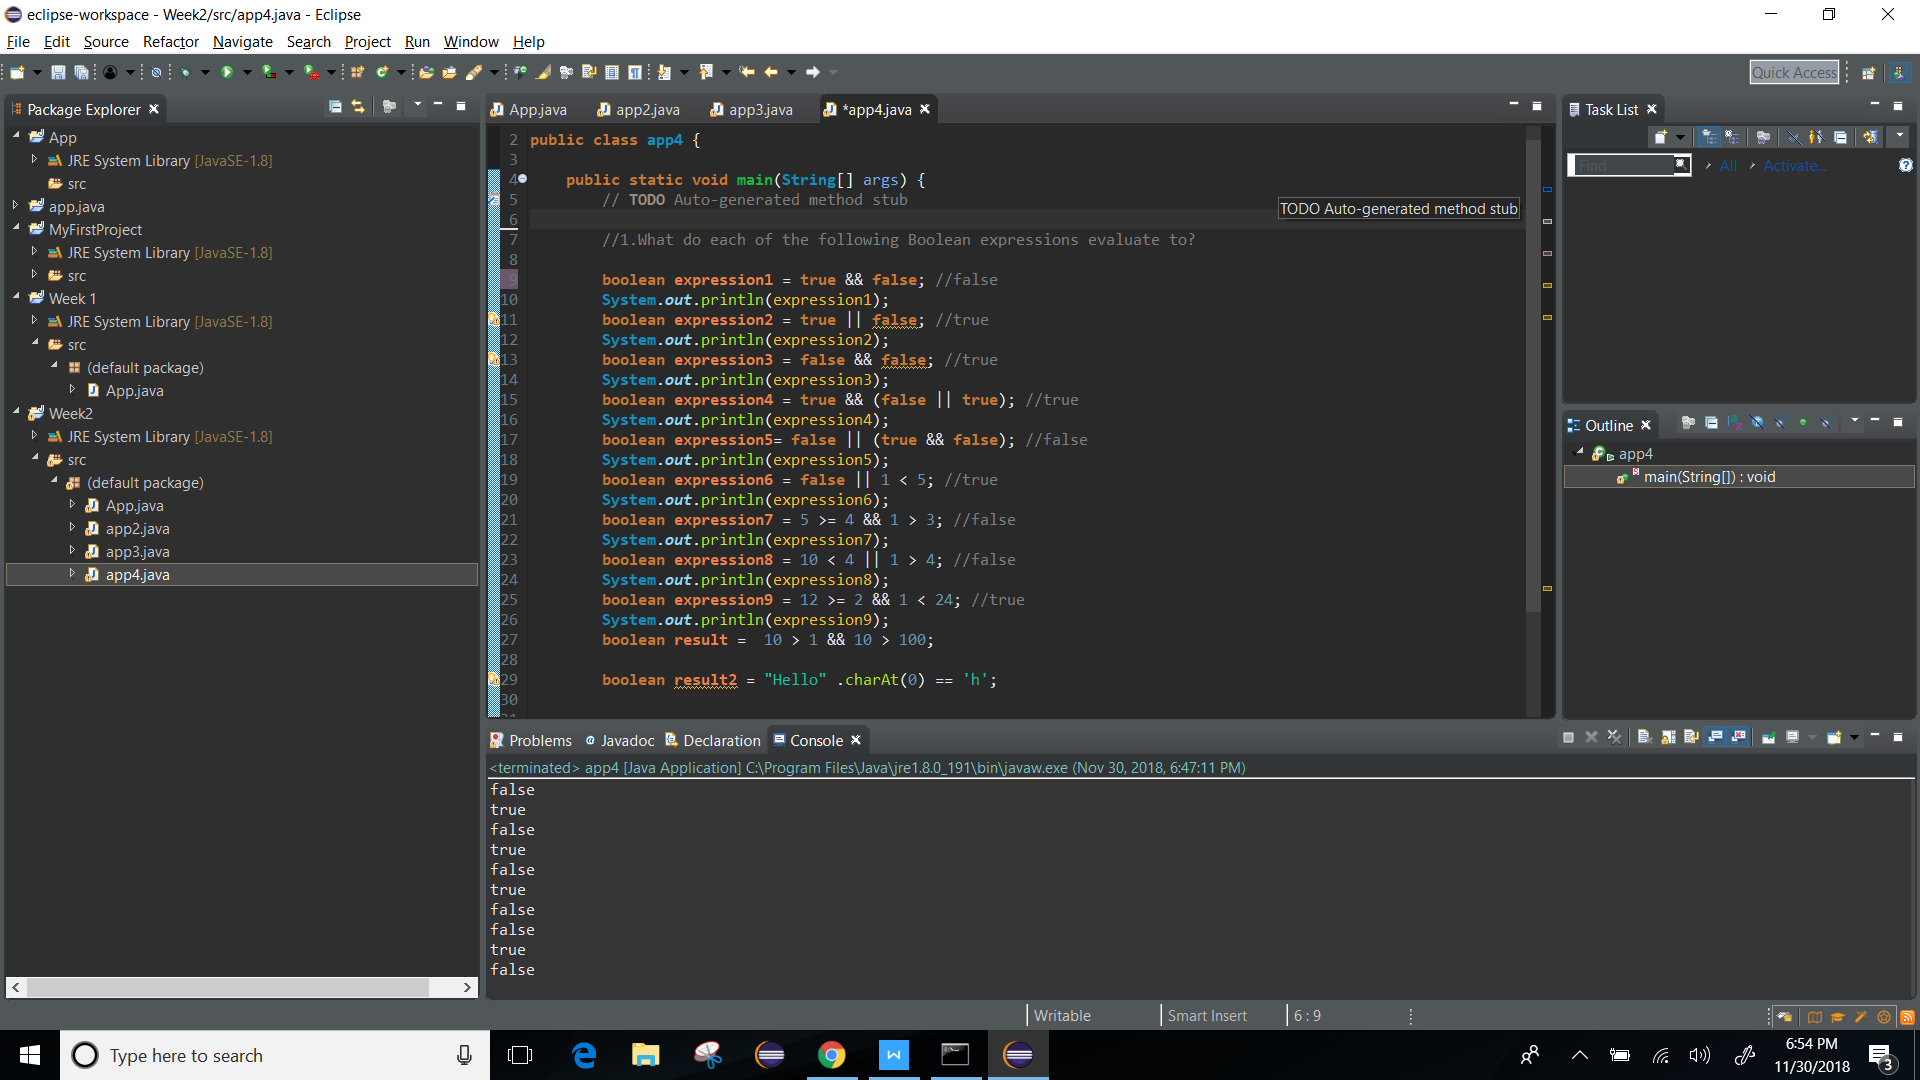 eclipse-workspace - Week2/src/app4.java - Eclipse
File Edit Source Refactor Navigate Search Project Run Window Help
Quick Access
Package Explorer
App
JRE System Library [JavaSE-1.8]
src
app.java
MyFirstProject
JRE System Library [JavaSE-1.8]
src
Week 1
JRE System Library [JavaSE-1.8]
src
(default package)
App.java
Week2
JRE System Library [JavaSE-1.8]
src
(default package)
App.java
app2.java
app3.java
app4.java
App.java app2.java app3.java *app4.java
2 public class app4 {
3
4 public static void main(String[] args) {
5 // TODO Auto-generated method stub
6
7 //1.What do each of the following Boolean expressions evaluate to?
8
9 boolean expression1 = true && false; //false
10 System.out.println(expression1);
11 boolean expression2 = true || false; //true
12 System.out.println(expression2);
13 boolean expression3 = false && false; //true
14 System.out.println(expression3);
15 boolean expression4 = true && (false || true); //true
16 System.out.println(expression4);
17 boolean expression5= false || (true && false); //false
18 System.out.println(expression5);
19 boolean expression6 = false || 1 < 5; //true
20 System.out.println(expression6);
21 boolean expression7 = 5 >= 4 && 1 > 3; //false
22 System.out.println(expression7);
23 boolean expression8 = 10 < 4 || 1 > 4; //false
24 System.out.println(expression8);
25 boolean expression9 = 12 >= 2 && 1 < 24; //true
26 System.out.println(expression9);
27 boolean result =  10 > 1 && 10 > 100;
28
29 boolean result2 = "Hello" .charAt(0) == 'h';
30
TODO Auto-generated method stub
Task List
Find All Activate...
Outline
app4
main(String[]) : void
Problems Javadoc Declaration Console
<terminated> app4 [Java Application] C:\Program Files\Java\jre1.8.0_191\bin\javaw.exe (Nov 30, 2018, 6:47:11 PM)
false
true
false
true
false
true
false
false
true
false
Writable Smart Insert 6 : 9
Type here to search
6:54 PM
11/30/2018
3